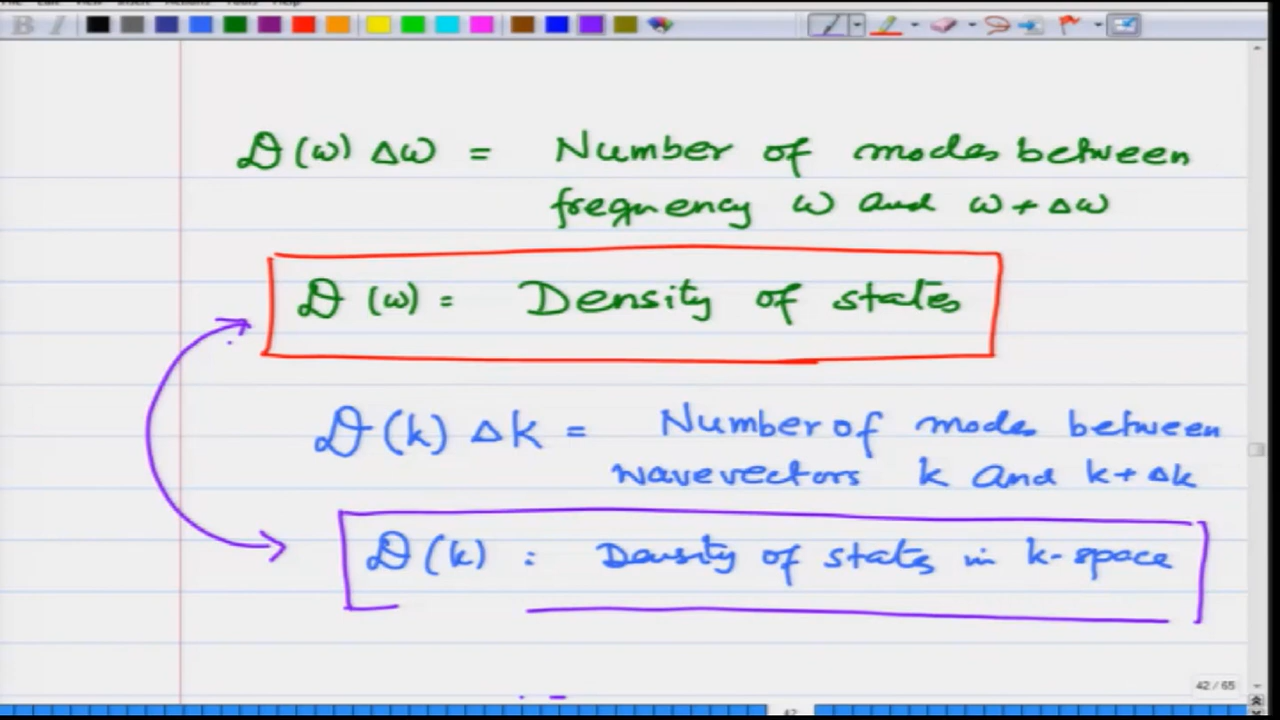 D(ω) Δω = Number of modes between
frequency ω and ω + Δω
D(ω) = Density of states
D(k) Δk = Number of modes between
wavevectors k and k + Δk
D(k) : Density of states in k-space
42 / 65